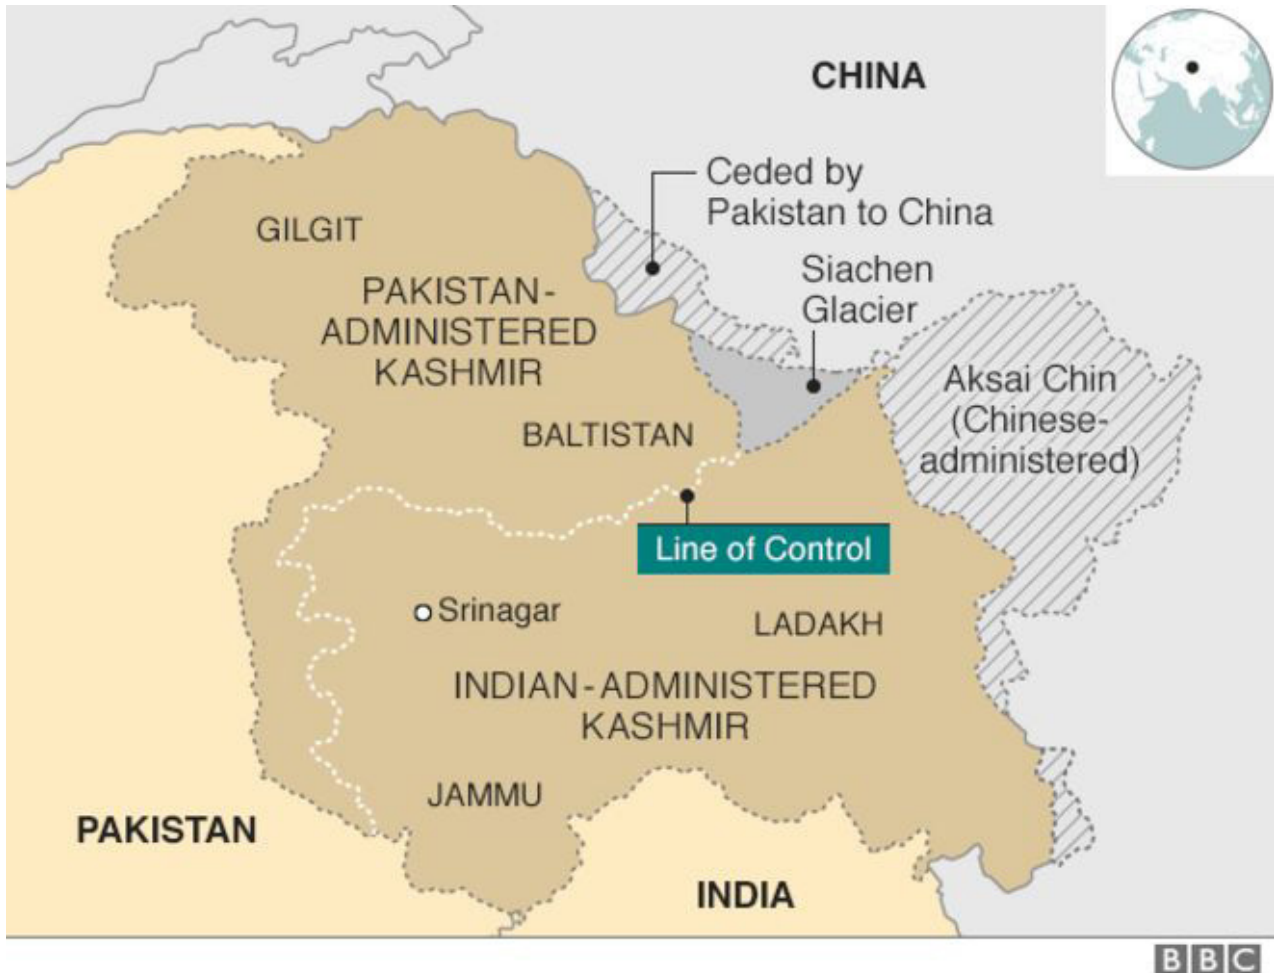 CHINA
Ceded by
Pakistan to China
Siachen
Glacier
GILGIT
PAKISTAN-
ADMINISTERED
KASHMIR
Aksai Chin
(Chinese-
administered)
BALTISTAN
Line of Control
Srinagar
LADAKH
INDIAN-ADMINISTERED
KASHMIR
JAMMU
PAKISTAN
INDIA
BBC